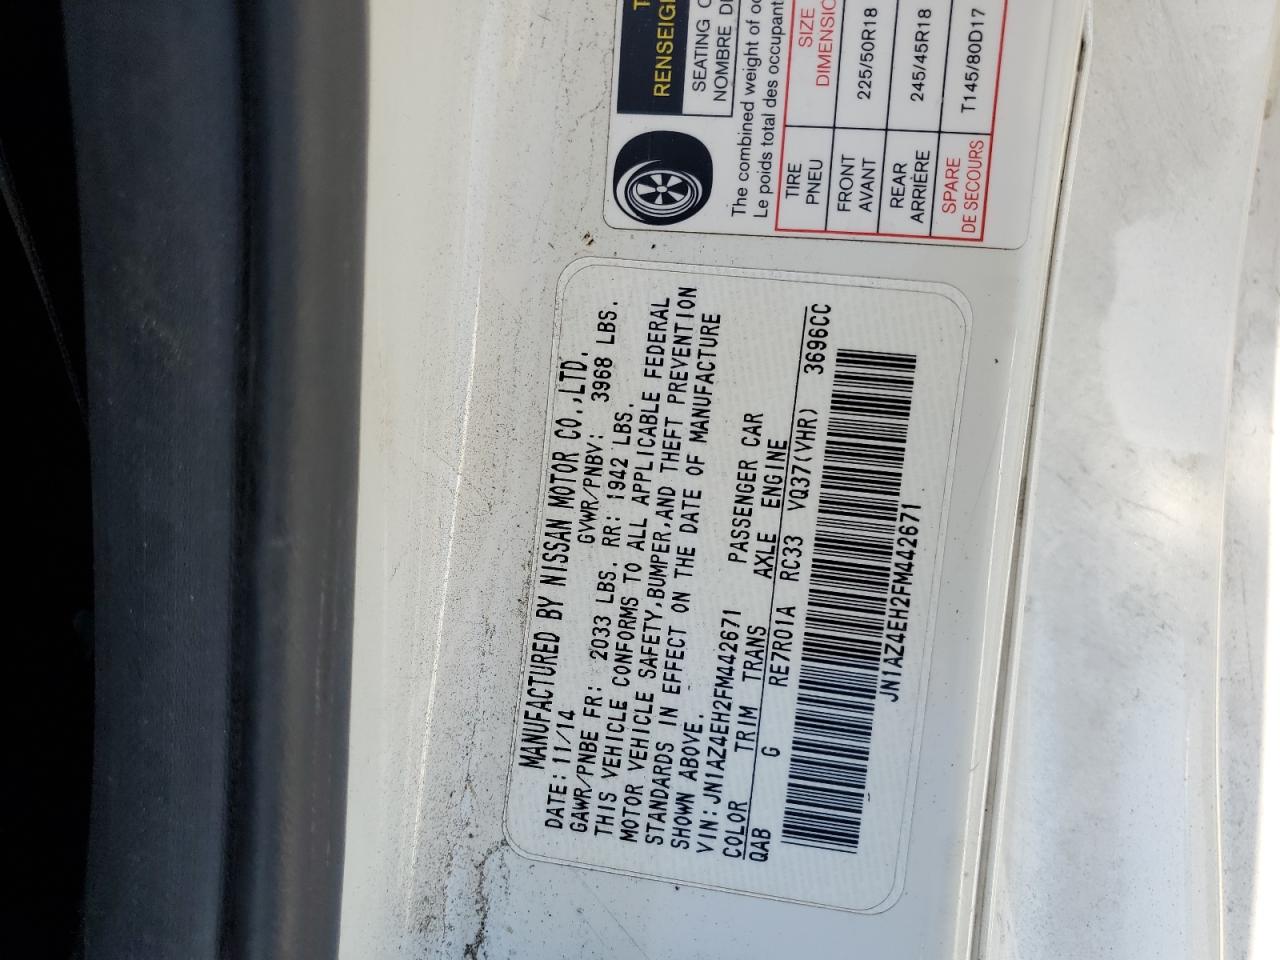 MANUFACTURED BY NISSAN MOTOR CO.,LTD.
DATE:11/14 GVWR/PNBV: 3968 LBS.
GAWR/PNBE FR: 2033 LBS. RR: 1942 LBS.
THIS VEHICLE CONFORMS TO ALL APPLICABLE FEDERAL
MOTOR VEHICLE SAFETY,BUMPER,AND THEFT PREVENTION
STANDARDS IN EFFECT ON THE DATE OF MANUFACTURE
SHOWN ABOVE.
VIN:JN1AZ4EH2FM442671 PASSENGER CAR
COLOR TRIM TRANS AXLE ENGINE
QAB G RE7R01A RC33 VQ37(VHR) 3696CC
JN1AZ4EH2FM442671
RENSEIG
SEATING
NOMBRE
The combined weight of
Le poids total des occupant
TIRE SIZE
PNEU DIMENSIO
FRONT 225/50R18
AVANT
REAR 245/45R18
ARRIÈRE
SPARE T145/80D17
DE SECOURS